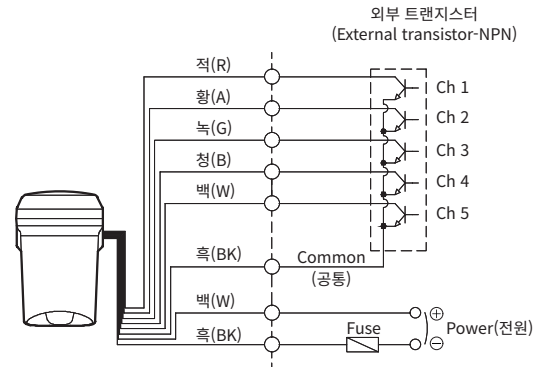 외부 트랜지스터
(External transistor-NPN)
적(R)
Ch 1
황(A)
Ch 2
녹(G)
Ch 3
청(B)
Ch 4
백(W)
Ch 5
흑(BK)
Common
(공통)
백(W)
⊕
Fuse
Power(전원)
흑(BK)
⊖